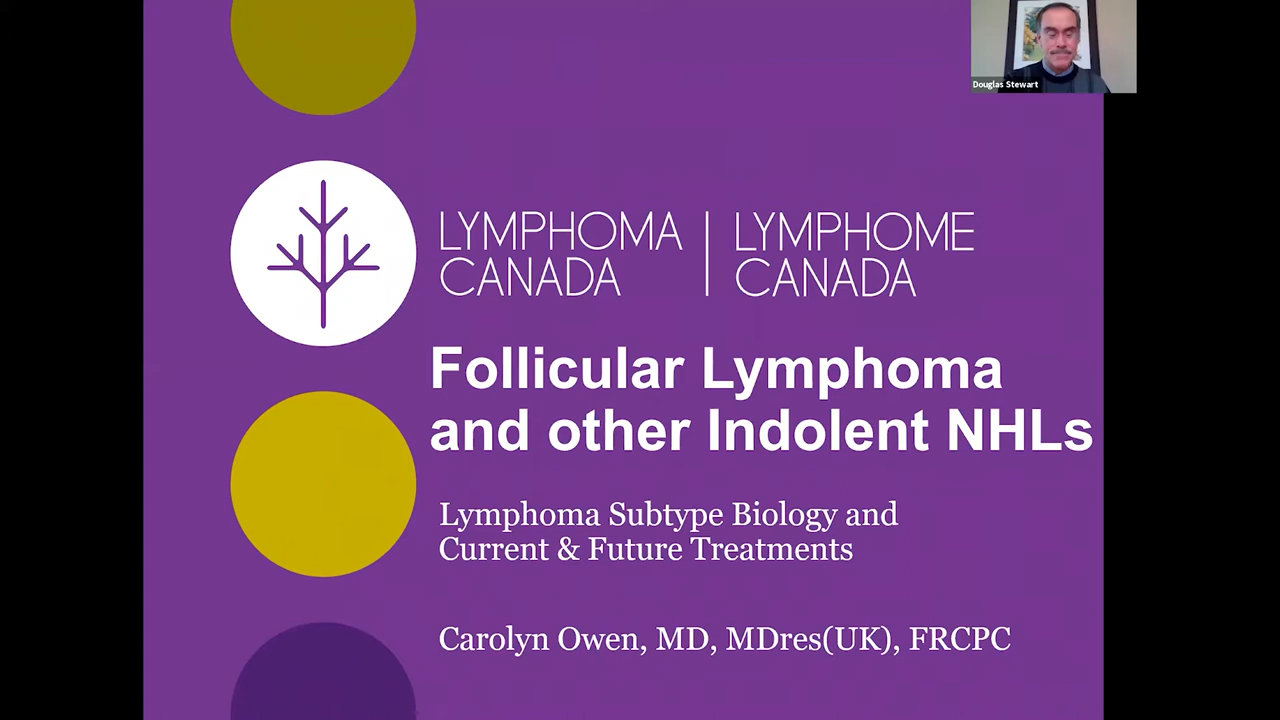 Douglas Stewart
LYMPHOMA
CANADA
LYMPHOME
CANADA
Follicular Lymphoma
and other Indolent NHLs
Lymphoma Subtype Biology and
Current & Future Treatments
Carolyn Owen, MD, MDres(UK), FRCPC